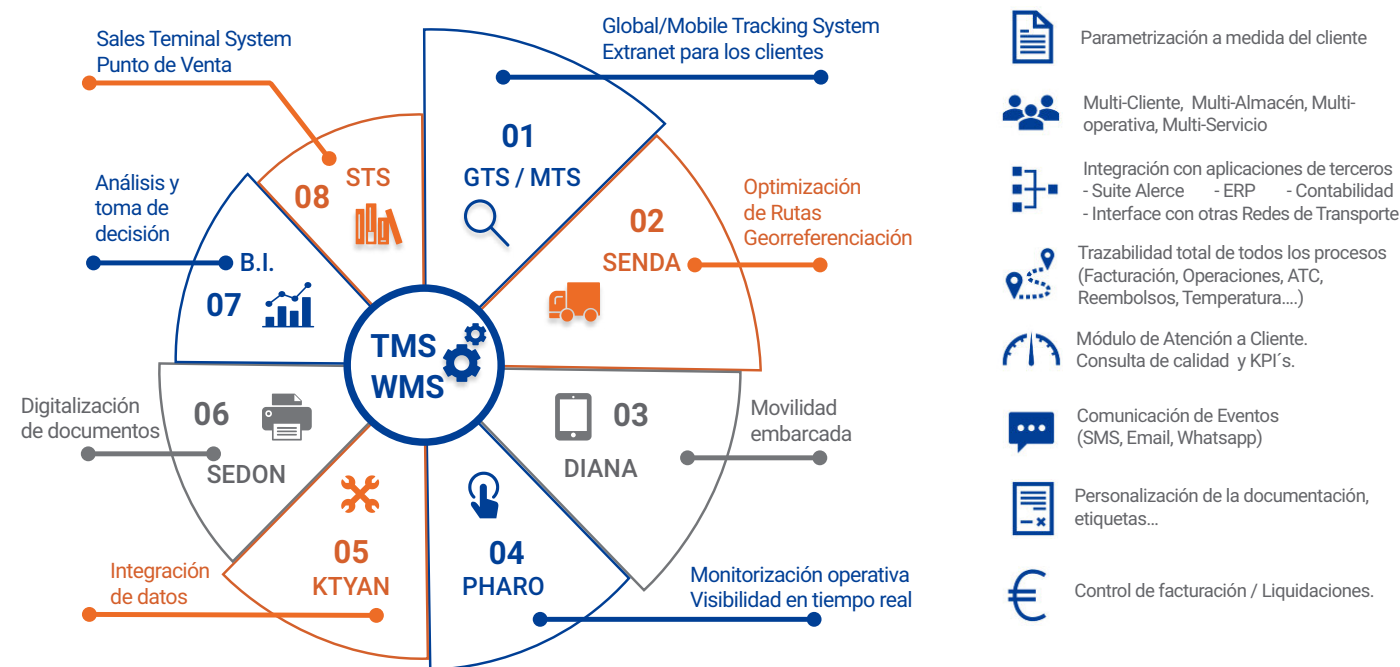 Sales Teminal System
Punto de Venta
Global/Mobile Tracking System
Extranet para los clientes
01
GTS / MTS
02
SENDA
Optimización
de Rutas
Georreferenciación
03
DIANA
Movilidad
embarcada
04
PHARO
Monitorización operativa
Visibilidad en tiempo real
05
KTYAN
Integración
de datos
06
SEDON
Digitalización
de documentos
07
B.I.
Análisis y
toma de
decisión
08
STS
TMS
WMS
Parametrización a medida del cliente
Multi-Cliente, Multi-Almacén, Multi-
operativa, Multi-Servicio
Integración con aplicaciones de terceros
- Suite Alerce - ERP - Contabilidad
- Interface con otras Redes de Transporte
Trazabilidad total de todos los procesos
(Facturación, Operaciones, ATC,
Reembolsos, Temperatura....)
Módulo de Atención a Cliente.
Consulta de calidad y KPI´s.
Comunicación de Eventos
(SMS, Email, Whatsapp)
Personalización de la documentación,
etiquetas...
€
Control de facturación / Liquidaciones.